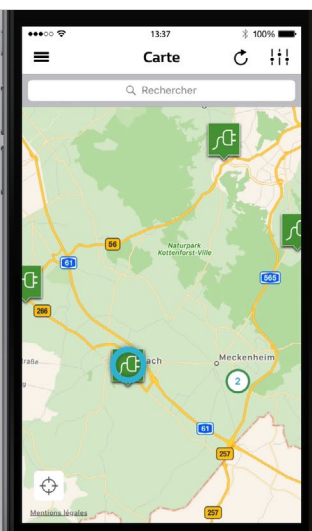 13:37
100%
Carte
Rechercher
56
Naturpark
Kottenforst-Ville
61
565
266
raße
ach
Meckenheim
2
61
257
257
Mentions légales